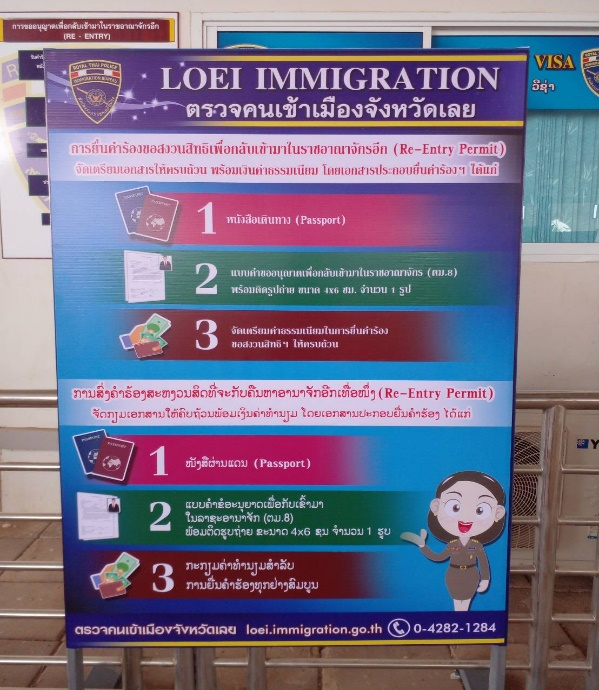 การขออนุญาตเพื่อกลับเข้ามาในราชอาณาจักรอีก
(RE - ENTRY)
VISA
วีซ่า
ROYAL THAI POLICE
IMMIGRATION BUREAU
LOEI IMMIGRATION
ตรวจคนเข้าเมืองจังหวัดเลย
การยื่นคำร้องขอสงวนสิทธิเพื่อกลับเข้ามาในราชอาณาจักรอีก (Re-Entry Permit)
จัดเตรียมเอกสารให้ครบถ้วน พร้อมเงินค่าธรรมเนียม โดยเอกสารประกอบยื่นคำร้องฯ ได้แก่
1 หนังสือเดินทาง (Passport)
2 แบบคำขออนุญาตเพื่อกลับเข้ามาในราชอาณาจักร (ตม.8)
พร้อมติดรูปถ่าย ขนาด 4x6 ซม. จำนวน 1 รูป
3 จัดเตรียมค่าธรรมเนียมในการยื่นคำร้อง
ขอสงวนสิทธิฯ ให้ครบถ้วน
ການສົ່ງຄຳຮ້ອງສະຫງວນສິດທີ່ຈະກັບຄືນຫາອານາຈັກອີກເທື່ອໜຶ່ງ (Re-Entry Permit)
ຈັດກຽມເອກສານໃຫ້ຄົບຖ້ວນພ້ອມເງິນຄ່າທຳນຽມ ໂດຍເອກສານປະກອບຍື່ນຄຳຮ້ອງ ໄດ້ແກ່
1 ໜັງສືຜ່ານແດນ (Passport)
2 ແບບຄຳຂໍອະນຸຍາດເພື່ອກັບເຂົ້າມາ
ໃນລາຊະອານາຈັກ (ຕມ.8)
ພ້ອມຕິດຮູບຖ່າຍ ຂະໜາດ 4x6 ຊມ ຈຳນວນ 1 ຮູບ
3 ກະກຽມຄ່າທຳນຽມສຳລັບ
ການຍື່ນຄຳຮ້ອງທຸກຢ່າງສົມບູນ
ตรวจคนเข้าเมืองจังหวัดเลย loei.immigration.go.th 0-4282-1284